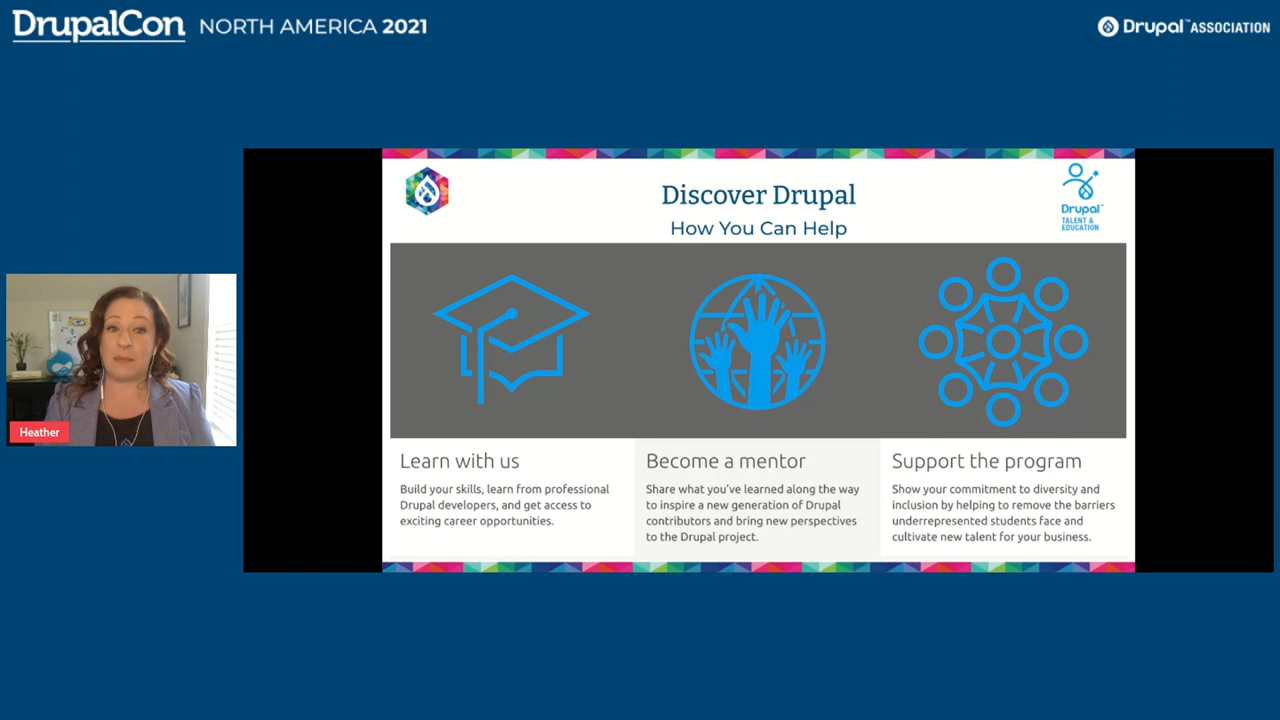 DrupalCon NORTH AMERICA 2021
Drupal™ ASSOCIATION
Discover Drupal
How You Can Help
Drupal™
TALENT &
EDUCATION
Heather
Learn with us
Build your skills, learn from professional
Drupal developers, and get access to
exciting career opportunities.
Become a mentor
Share what you've learned along the way
to inspire a new generation of Drupal
contributors and bring new perspectives
to the Drupal project.
Support the program
Show your commitment to diversity and
inclusion by helping to remove the barriers
underrepresented students face and
cultivate new talent for your business.